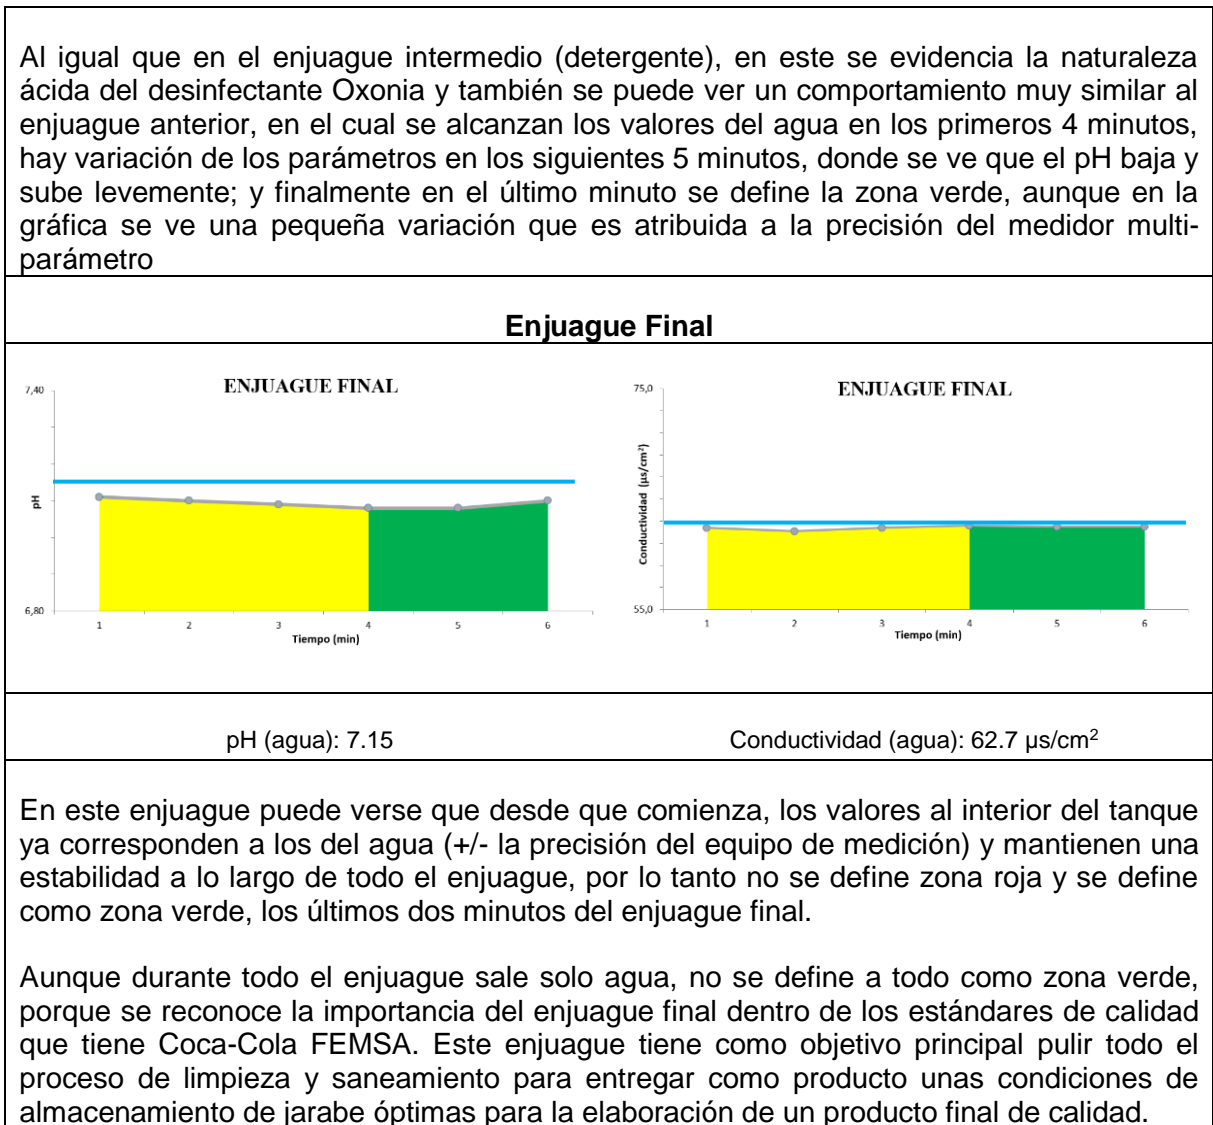 Al igual que en el enjuague intermedio (detergente), en este se evidencia la naturaleza
ácida del desinfectante Oxonia y también se puede ver un comportamiento muy similar al
enjuague anterior, en el cual se alcanzan los valores del agua en los primeros 4 minutos,
hay variación de los parámetros en los siguientes 5 minutos, donde se ve que el pH baja y
sube levemente; y finalmente en el último minuto se define la zona verde, aunque en la
gráfica se ve una pequeña variación que es atribuida a la precisión del medidor multi-
parámetro
Enjuague Final
ENJUAGUE FINAL
7,40
pH
6,80
1 2 3 4 5 6
Tiempo (min)
ENJUAGUE FINAL
75,0
Conductividad (µs/cm²)
55,0
1 2 3 4 5 6
Tiempo (min)
pH (agua): 7.15
Conductividad (agua): 62.7 µs/cm²
En este enjuague puede verse que desde que comienza, los valores al interior del tanque
ya corresponden a los del agua (+/- la precisión del equipo de medición) y mantienen una
estabilidad a lo largo de todo el enjuague, por lo tanto no se define zona roja y se define
como zona verde, los últimos dos minutos del enjuague final.
Aunque durante todo el enjuague sale solo agua, no se define a todo como zona verde,
porque se reconoce la importancia del enjuague final dentro de los estándares de calidad
que tiene Coca-Cola FEMSA. Este enjuague tiene como objetivo principal pulir todo el
proceso de limpieza y saneamiento para entregar como producto unas condiciones de
almacenamiento de jarabe óptimas para la elaboración de un producto final de calidad.